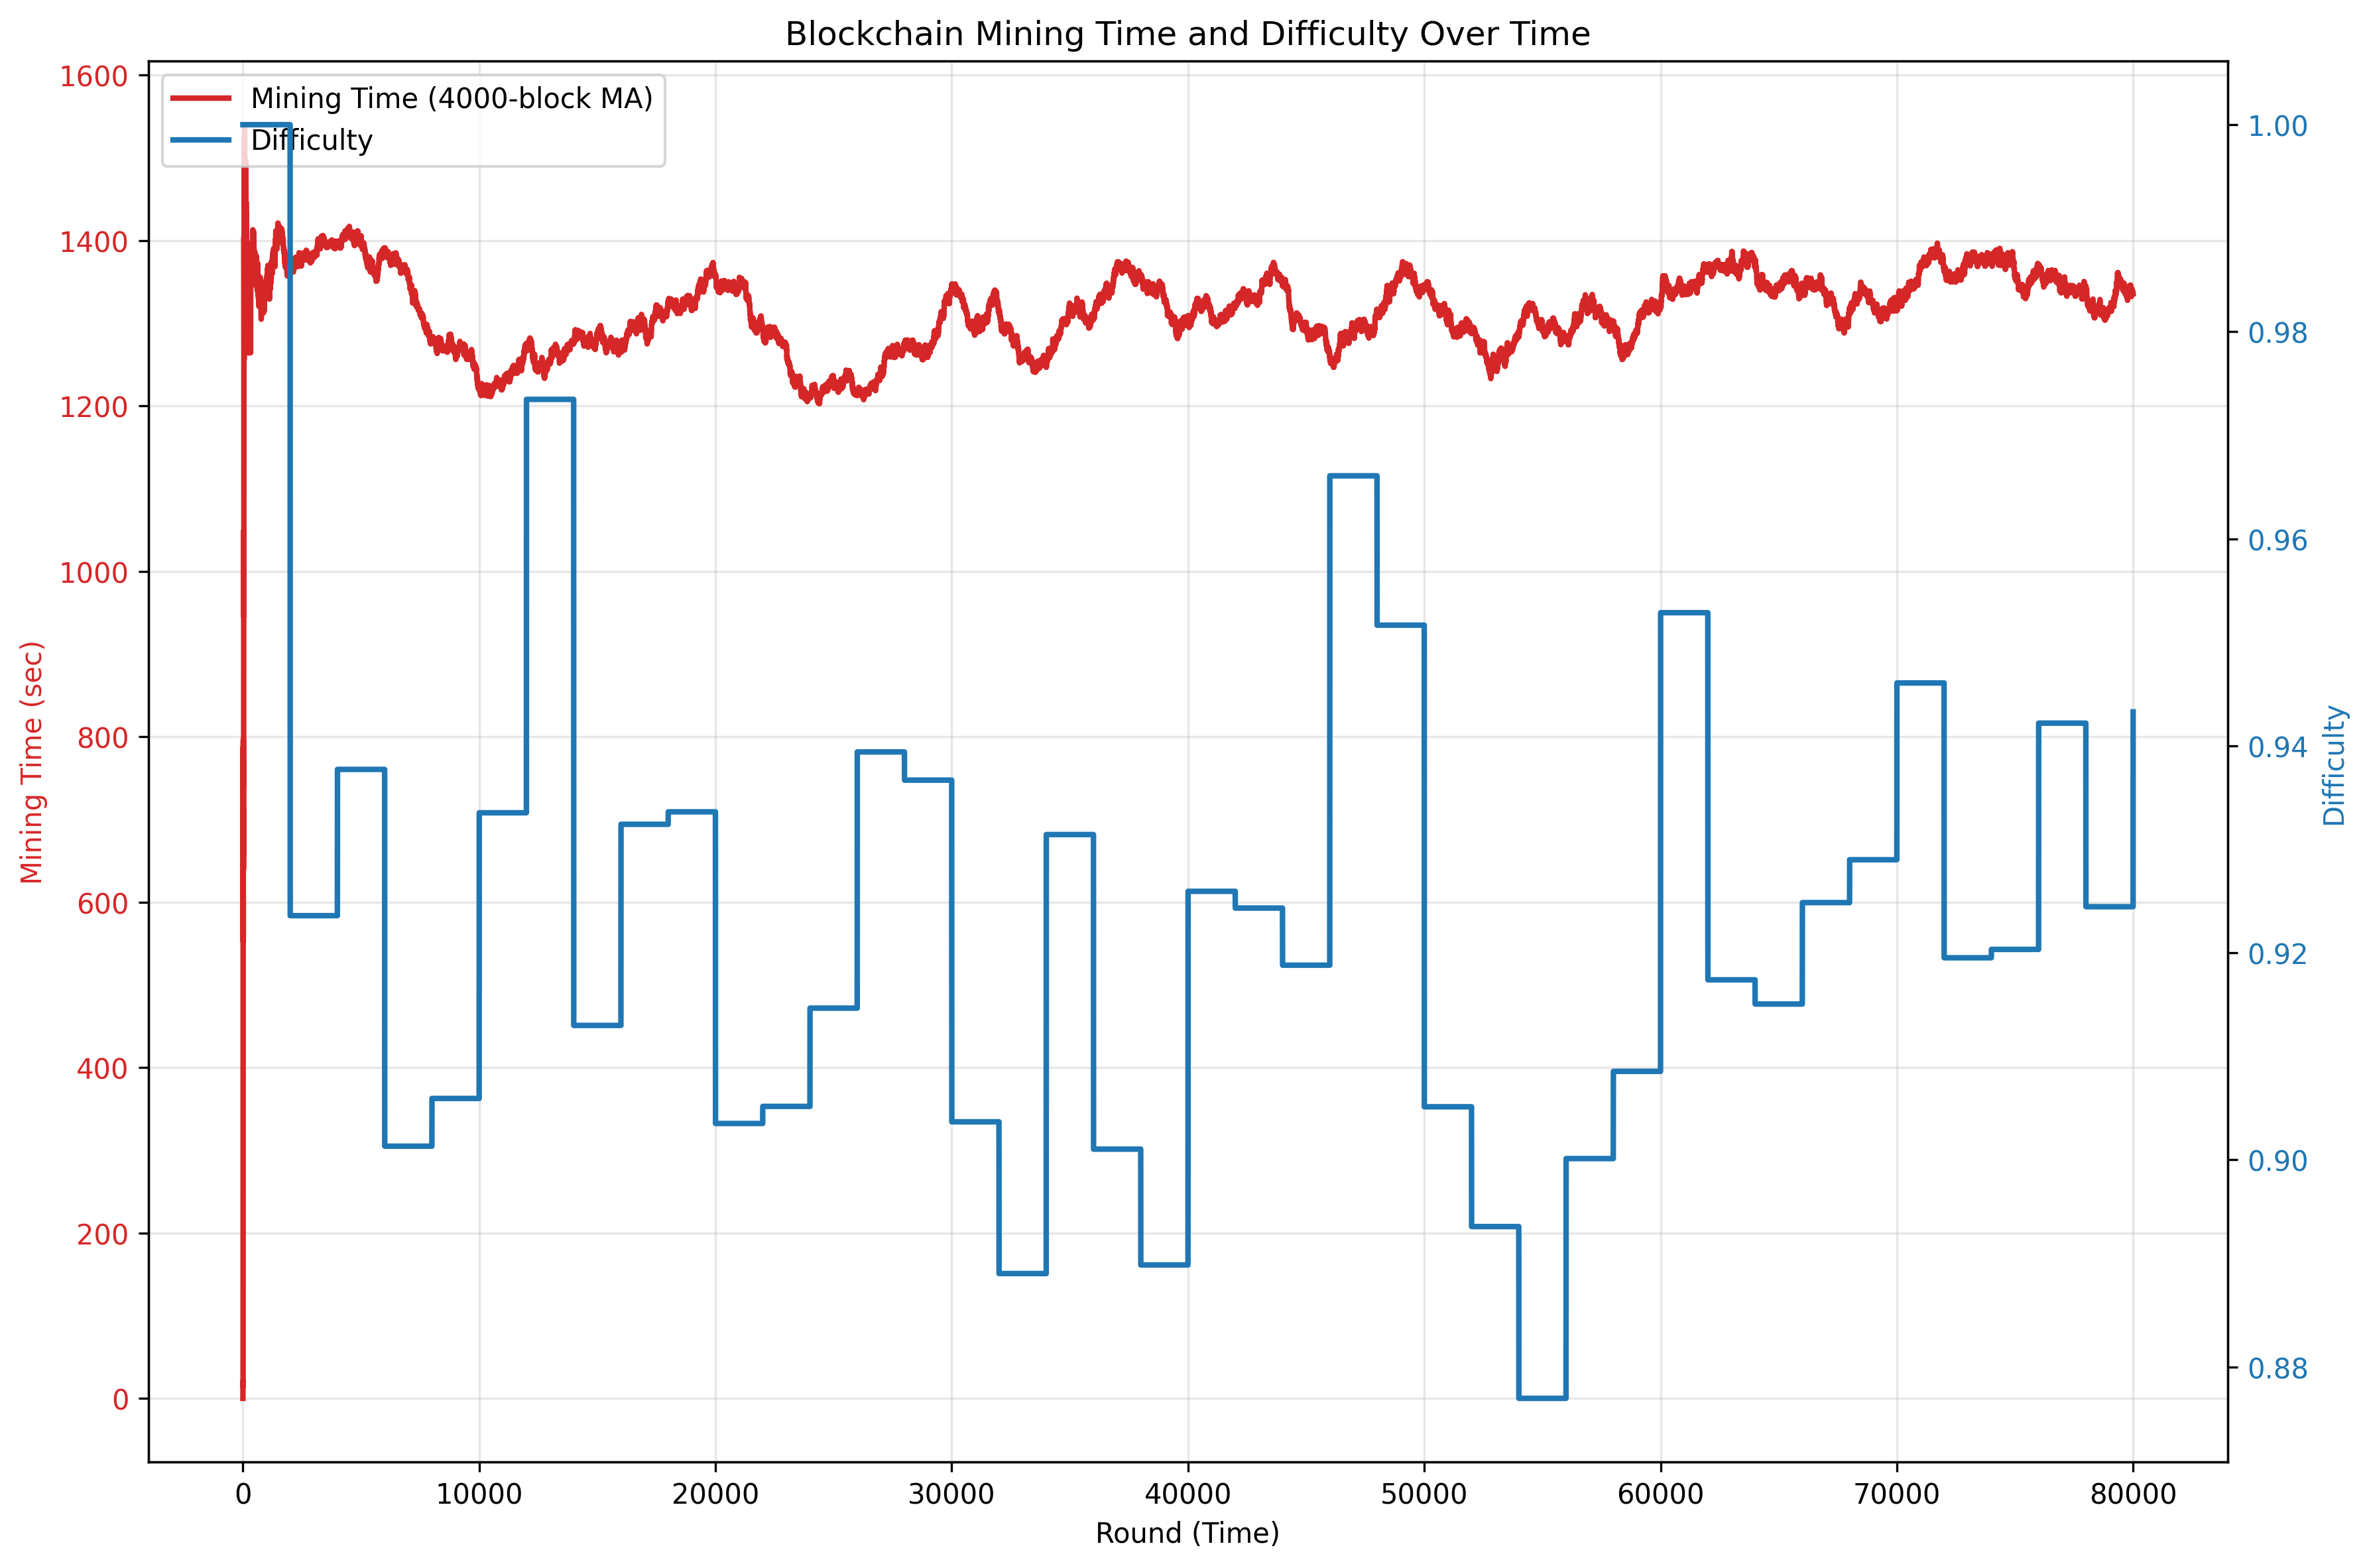 Blockchain Mining Time and Difficulty Over Time
Mining Time (4000-block MA)
Difficulty
1600
1400
1200
1000
800
600
400
200
0
Mining Time (sec)
1.00
0.98
0.96
0.94
0.92
0.90
0.88
Difficulty
0 10000 20000 30000 40000 50000 60000 70000 80000
Round (Time)